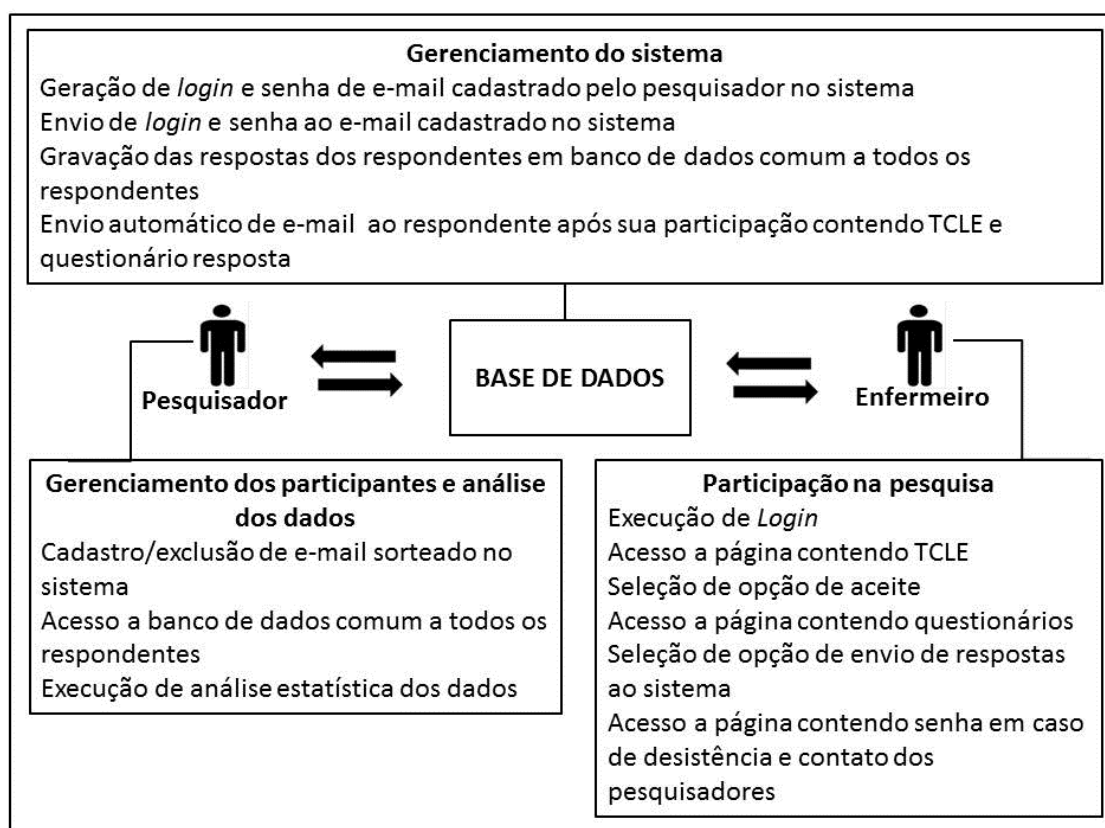 Gerenciamento do sistema
Geração de login e senha de e-mail cadastrado pelo pesquisador no sistema
Envio de login e senha ao e-mail cadastrado no sistema
Gravação das respostas dos respondentes em banco de dados comum a todos os
respondentes
Envio automático de e-mail ao respondente após sua participação contendo TCLE e
questionário resposta
Pesquisador
BASE DE DADOS
Enfermeiro
Gerenciamento dos participantes e análise
dos dados
Cadastro/exclusão de e-mail sorteado no
sistema
Acesso a banco de dados comum a todos os
respondentes
Execução de análise estatística dos dados
Participação na pesquisa
Execução de Login
Acesso a página contendo TCLE
Seleção de opção de aceite
Acesso a página contendo questionários
Seleção de opção de envio de respostas
ao sistema
Acesso a página contendo senha em caso
de desistência e contato dos
pesquisadores